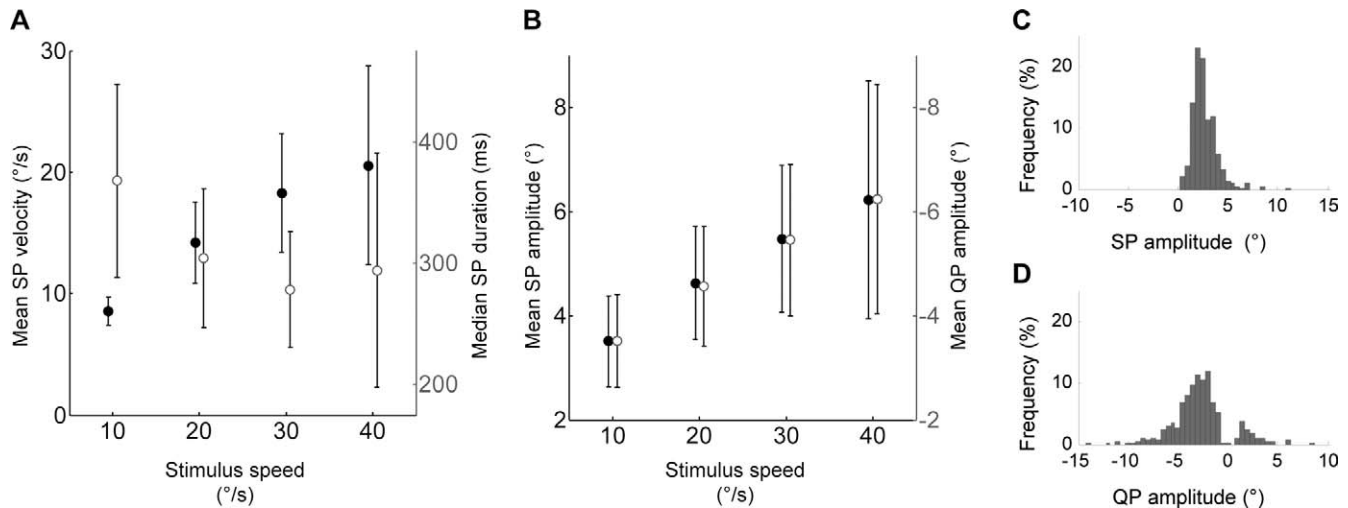 A
30
20
10
0
Mean SP velocity (°/s)
400
300
200
Median SP duration (ms)
10 20 30 40
Stimulus speed
(°/s)
B
8
6
4
2
Mean SP amplitude (°)
-8
-6
-4
-2
Mean QP amplitude (°)
10 20 30 40
Stimulus speed
(°/s)
C
20
10
0
Frequency (%)
-10 -5 0 5 10 15
SP amplitude (°)
D
20
10
0
Frequency (%)
-15 -10 -5 0 5 10
QP amplitude (°)